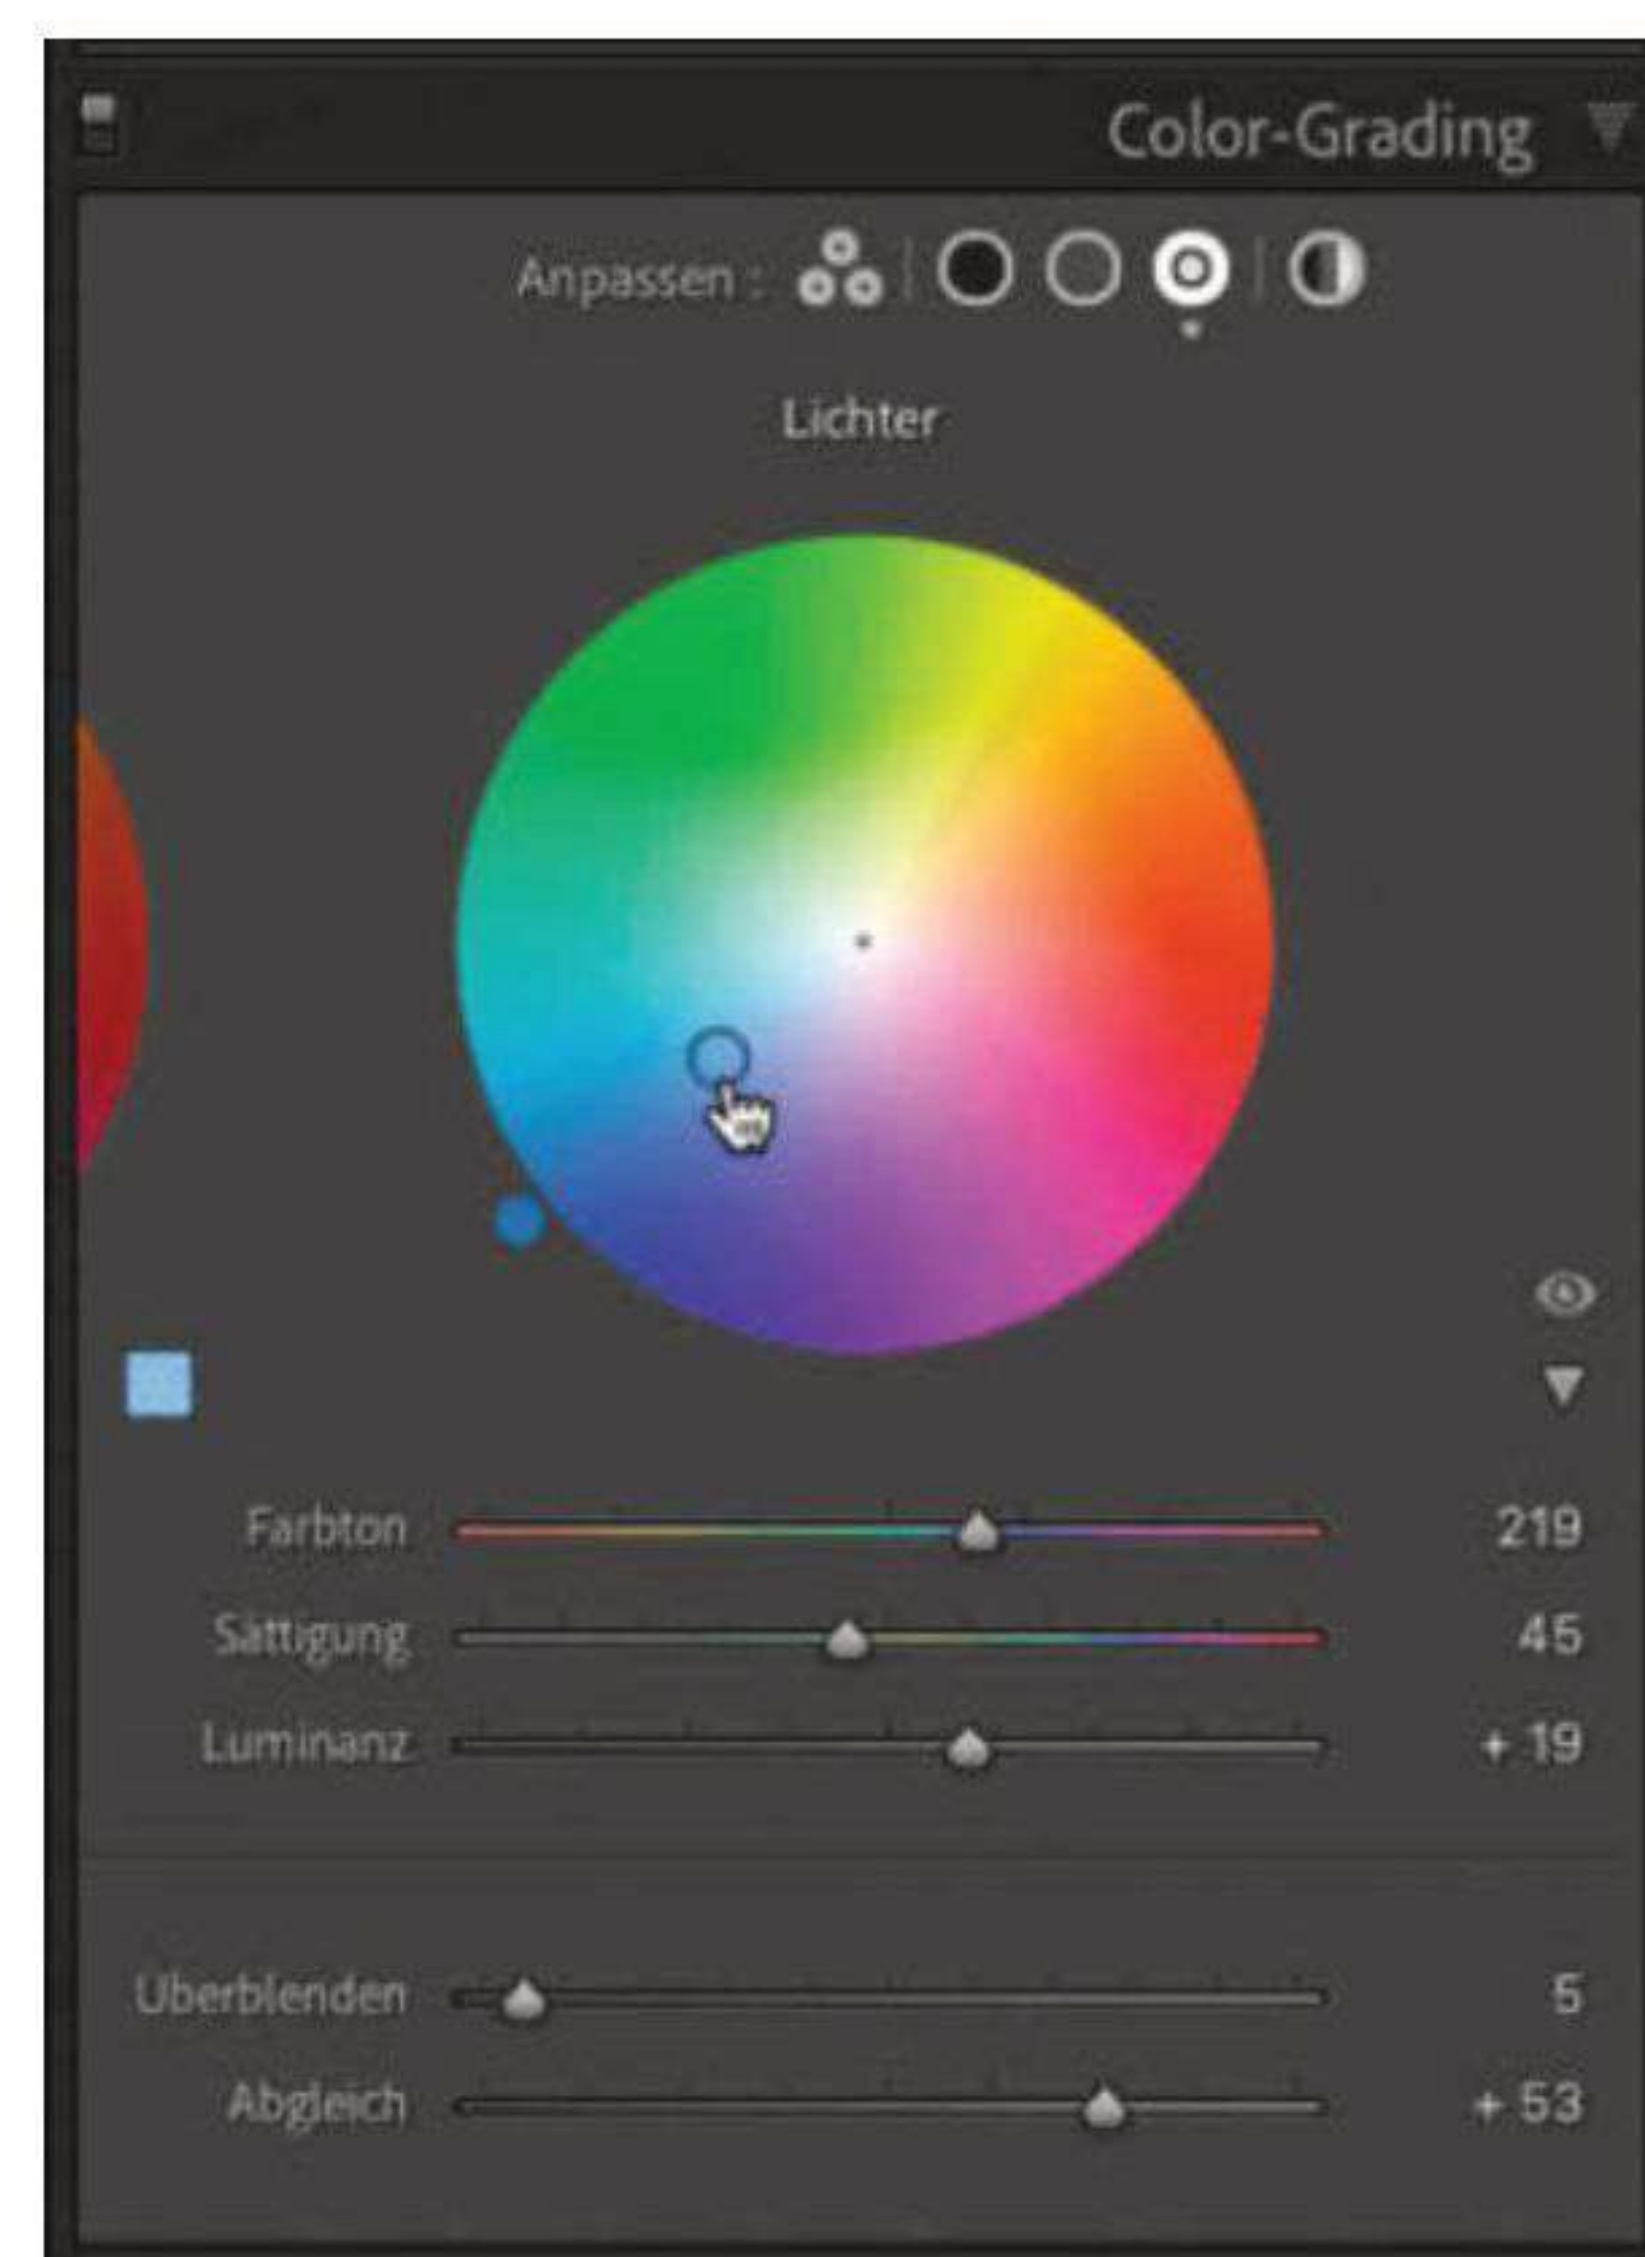 Color-Grading
Anpassen :
Lichter
Farbton 219
Sättigung 45
Luminanz + 19
Überblenden 5
Abgleich + 53